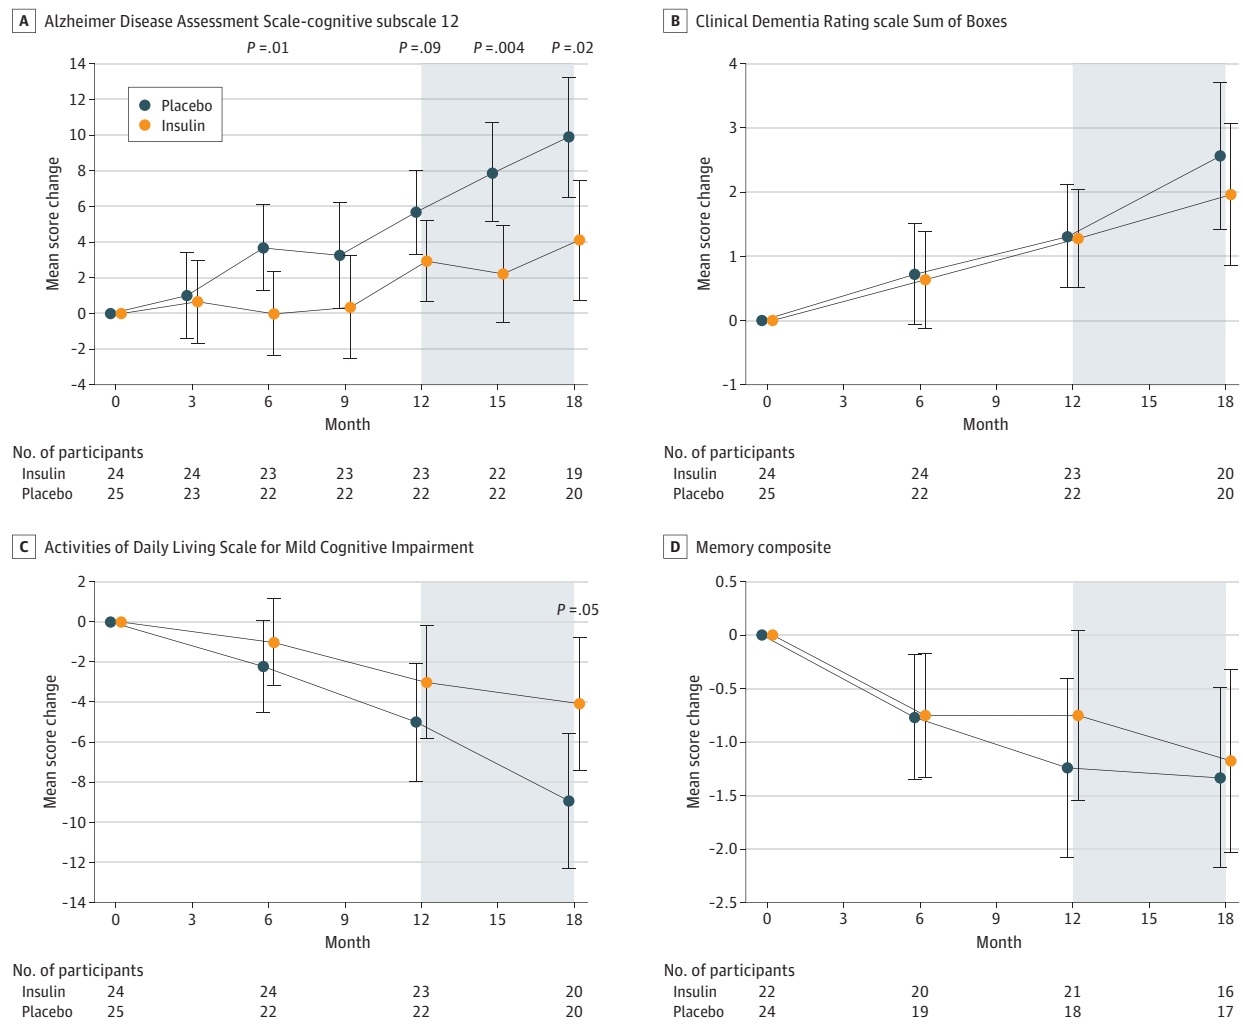 A Alzheimer Disease Assessment Scale-cognitive subscale 12
P =.01 P =.09 P =.004 P =.02
14
12
10
8
6
4
2
0
-2
-4
Mean score change
Placebo
Insulin
0 3 6 9 12 15 18
Month
No. of participants
Insulin 24 24 23 23 23 22 19
Placebo 25 23 22 22 22 22 20
B Clinical Dementia Rating scale Sum of Boxes
4
3
2
1
0
-1
Mean score change
0 3 6 9 12 15 18
Month
No. of participants
Insulin 24 24 23 20
Placebo 25 22 22 20
C Activities of Daily Living Scale for Mild Cognitive Impairment
P =.05
2
0
-2
-4
-6
-8
-10
-12
-14
Mean score change
0 3 6 9 12 15 18
Month
No. of participants
Insulin 24 24 23 20
Placebo 25 22 22 20
D Memory composite
0.5
0
-0.5
-1.0
-1.5
-2.0
-2.5
Mean score change
0 3 6 9 12 15 18
Month
No. of participants
Insulin 22 20 21 16
Placebo 24 19 18 17